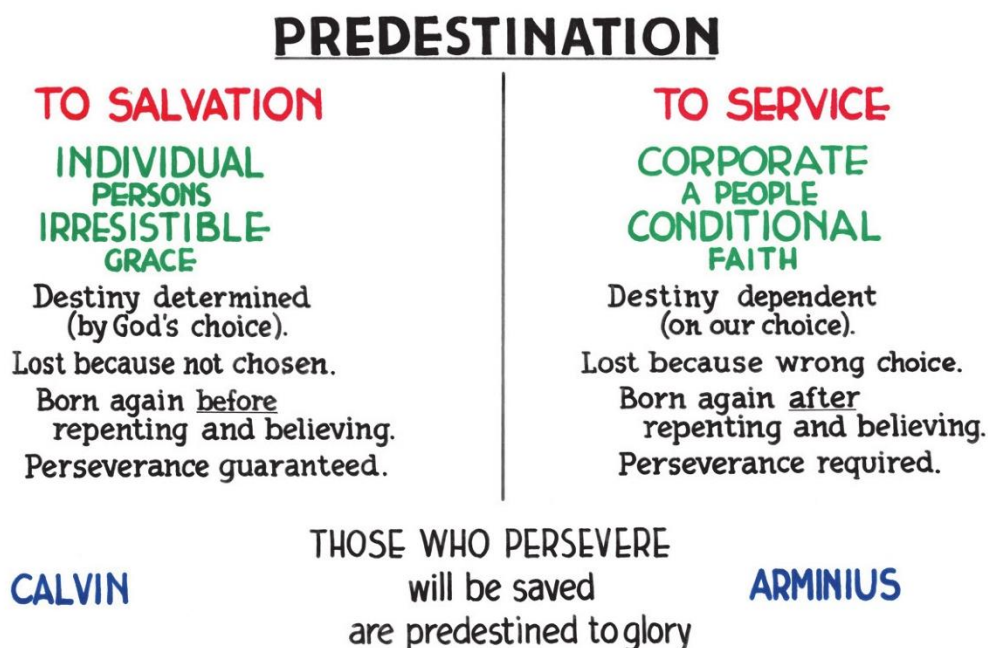 PREDESTINATION
TO SALVATION
INDIVIDUAL
PERSONS
IRRESISTIBLE
GRACE
Destiny determined
(by God's choice).
Lost because not chosen.
Born again before
repenting and believing.
Perseverance guaranteed.
TO SERVICE
CORPORATE
A PEOPLE
CONDITIONAL
FAITH
Destiny dependent
(on our choice).
Lost because wrong choice.
Born again after
repenting and believing.
Perseverance required.
THOSE WHO PERSEVERE
CALVIN
will be saved
ARMINIUS
are predestined to glory